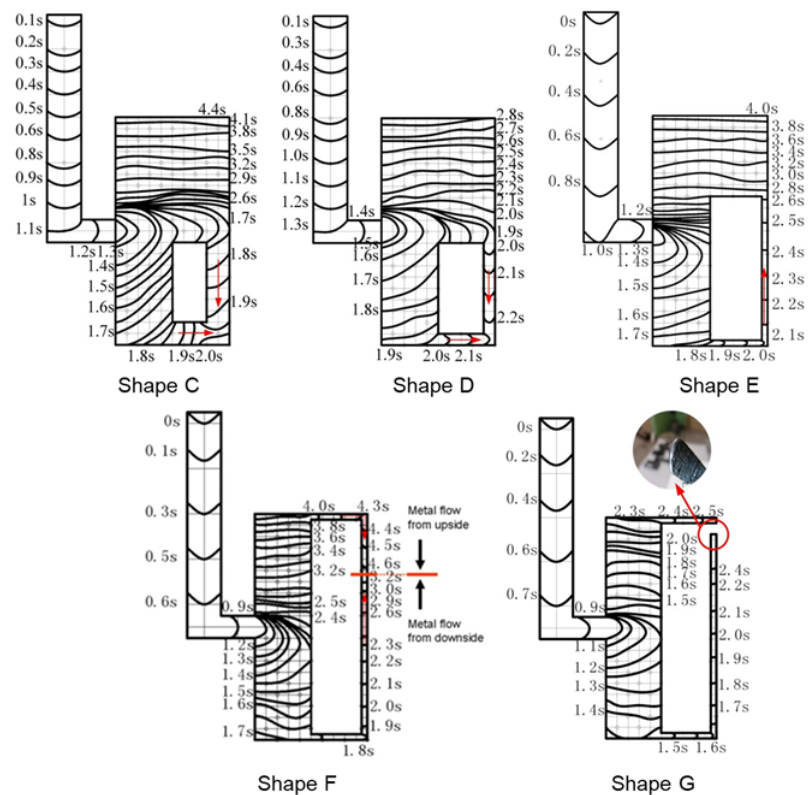 0.1s
0.2s
0.3s
0.4s
0.5s
0.6s
0.8s
0.9s
1s
1.1s
1.2s 1.3s
1.4s
1.5s
1.6s
1.7s
1.8s 1.9s 2.0s
4.4s
4.1s
3.8s
3.5s
3.2s
2.9s
2.6s
1.7s
1.8s
1.9s
Shape C
0.1s
0.3s
0.4s
0.6s
0.8s
0.9s
1.0s
1.1s
1.2s
1.3s
1.4s
1.5s
1.6s
1.7s
1.8s
1.9s 2.0s 2.1s
2.8s
2.7s
2.6s
2.5s
2.4s
2.3s
2.2s
2.1s
2.0s
1.9s
2.0s
2.1s
2.2s
Shape D
0s
0.2s
0.4s
0.6s
0.8s
1.0s
1.2s
1.3s
1.4s
1.5s
1.6s
1.7s
1.8s 1.9s 2.0s
4.0s
3.8s
3.6s
3.4s
3.2s
3.0s
2.8s
2.6s
2.5s
2.4s
2.3s
2.2s
2.1s
Shape E
0s
0.1s
0.3s
0.5s
0.6s
0.9s
1.2s
1.3s
1.4s
1.5s
1.6s
1.7s
1.8s
4.0s 4.3s
3.8s
3.6s
3.4s
3.2s
2.5s
2.4s
4.4s
4.5s
4.6s
3.0s
2.6s
2.3s
2.2s
2.1s
2.0s
1.9s
Metal flow
from upside
Metal flow
from downside
Shape F
0s
0.2s
0.4s
0.6s
0.7s
0.9s
1.1s
1.2s
1.3s
1.4s
1.5s 1.6s
2.3s 2.4s 2.5s
2.0s
1.9s
1.8s
1.7s
1.6s
1.5s
2.4s
2.2s
2.1s
2.0s
1.9s
1.8s
1.7s
Shape G